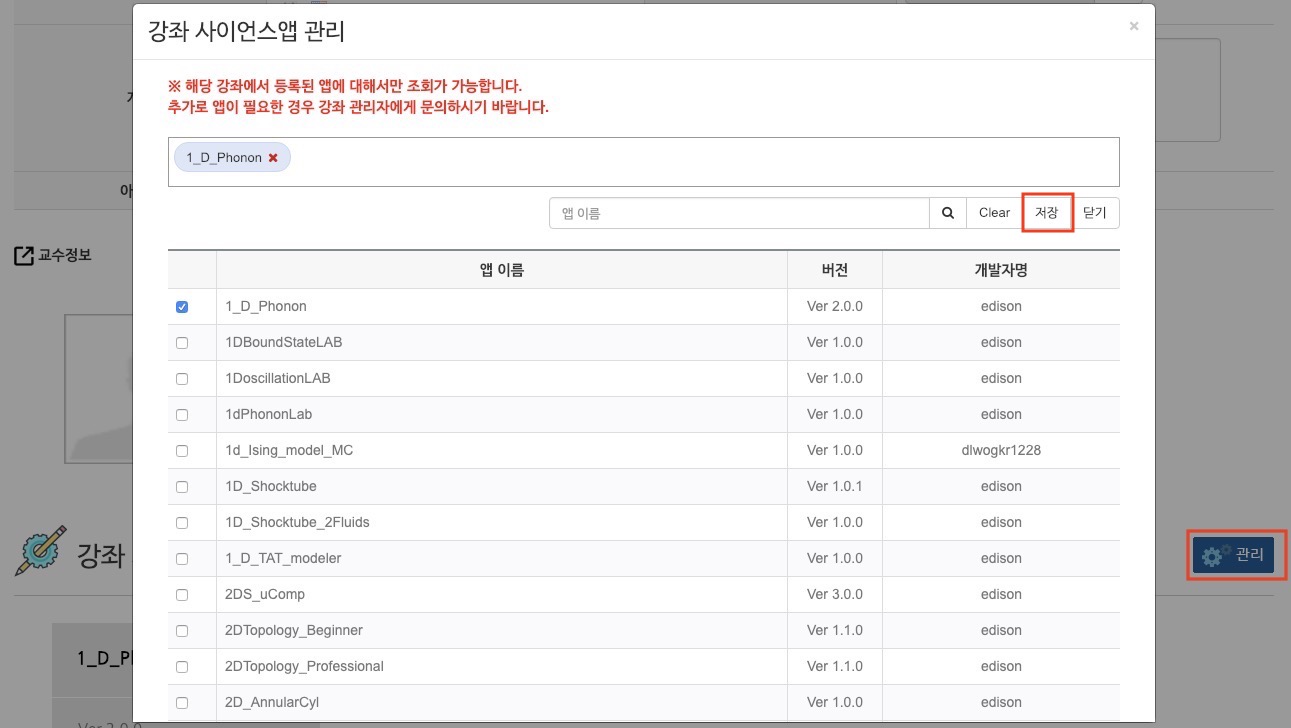 강좌 사이언스앱 관리
×
※ 해당 강좌에서 등록된 앱에 대해서만 조회가 가능합니다.
추가로 앱이 필요한 경우 강좌 관리자에게 문의하시기 바랍니다.
1_D_Phonon
앱 이름 Clear 저장 닫기
교수정보
앱 이름 버전 개발자명
1_D_Phonon Ver 2.0.0 edison
1DBoundStateLAB Ver 1.0.0 edison
1DoscillationLAB Ver 1.0.0 edison
1dPhononLab Ver 1.0.0 edison
1d_Ising_model_MC Ver 1.0.0 dlwogkr1228
1D_Shocktube Ver 1.0.1 edison
1D_Shocktube_2Fluids Ver 1.0.0 edison
강좌 관리
1_D_TAT_modeler Ver 1.0.0 edison
2DS_uComp Ver 3.0.0 edison
2DTopology_Beginner Ver 1.1.0 edison
1_D_P
2DTopology_Professional Ver 1.1.0 edison
2D_AnnularCyl Ver 1.0.0 edison
Ver 2.0.0